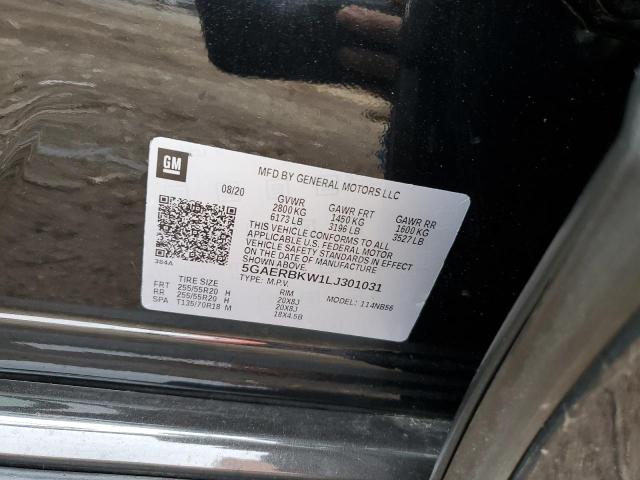 GM
MFD BY GENERAL MOTORS LLC
08/20
GVWR GAWR FRT GAWR RR
2800 KG 1450 KG 1600 KG
6173 LB 3196 LB 3527 LB
THIS VEHICLE CONFORMS TO ALL
APPLICABLE U.S. FEDERAL MOTOR
VEHICLE SAFETY STANDARDS IN EFFECT
ON THE DATE OF MANUFACTURE SHOWN ABOVE.
5GAERBKW1LJ301031
384A
TYPE: M.P.V. MODEL: 114NB56
TIRE SIZE RIM
FRT 255/55R20 H 20X8J
RR 255/55R20 H 20X8J
SPA T135/70R18 M 18X4.5B